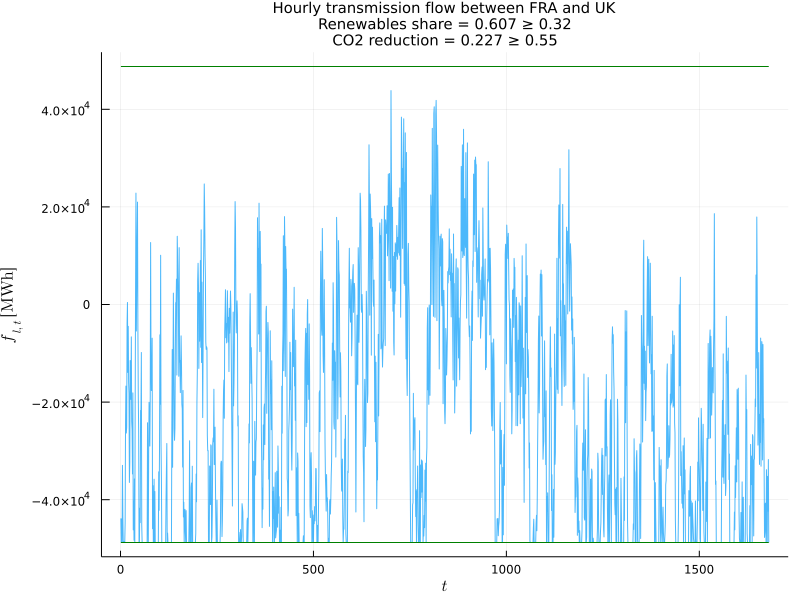 Hourly transmission flow between FRA and UK
Renewables share = 0.607 ≥ 0.32
CO2 reduction = 0.227 ≥ 0.55
4.0×10⁴
2.0×10⁴
0
−2.0×10⁴
−4.0×10⁴
f l,t [MWh]
0 500 1000 1500
t